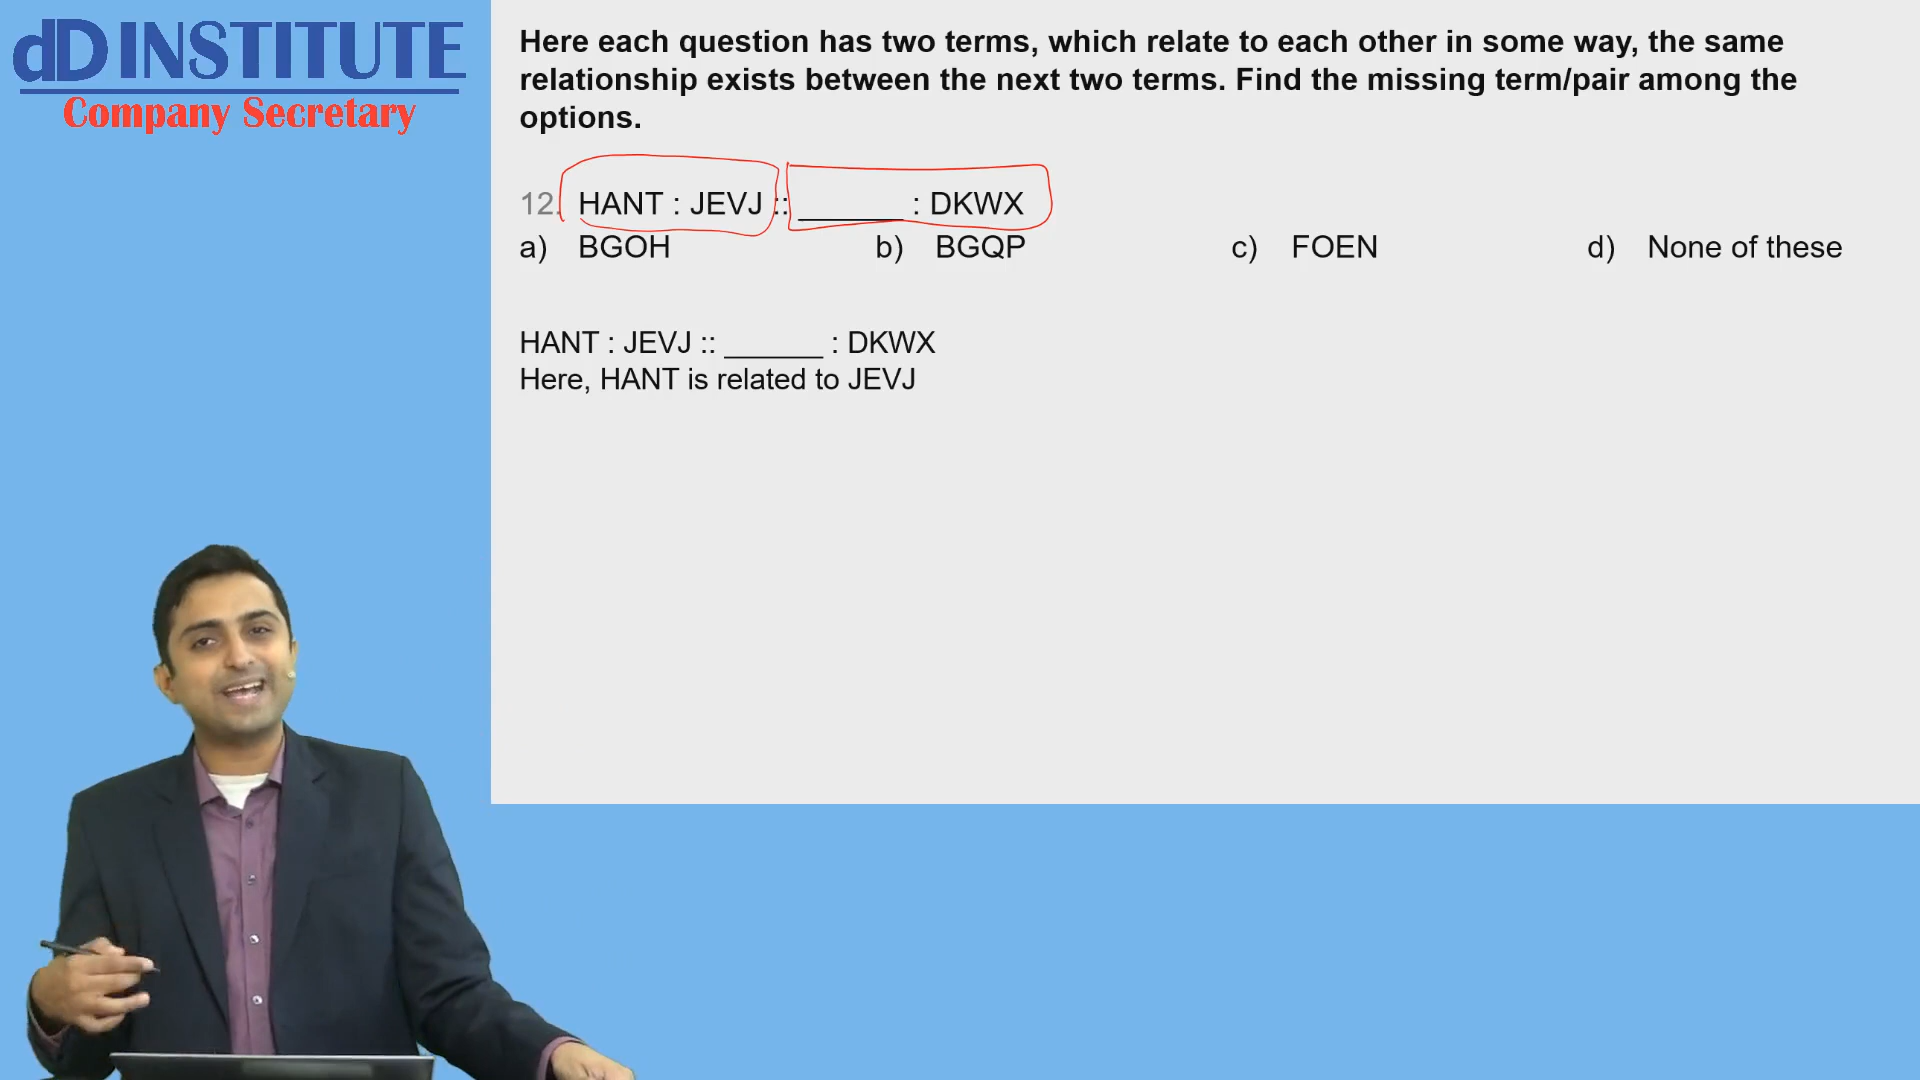 dD INSTITUTE
Company Secretary
Here each question has two terms, which relate to each other in some way, the same
relationship exists between the next two terms. Find the missing term/pair among the
options.
12. HANT : JEVJ :: ______ : DKWX
a) BGOH b) BGQP c) FOEN d) None of these
HANT : JEVJ :: ______ : DKWX
Here, HANT is related to JEVJ